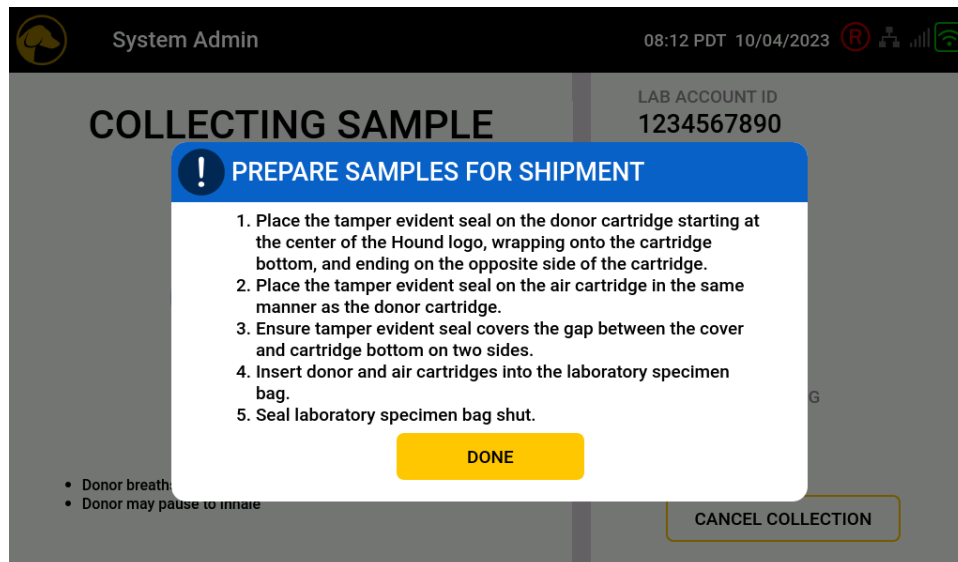 System Admin
08:12 PDT 10/04/2023 R
COLLECTING SAMPLE
LAB ACCOUNT ID
1234567890
! PREPARE SAMPLES FOR SHIPMENT
1. Place the tamper evident seal on the donor cartridge starting at
the center of the Hound logo, wrapping onto the cartridge
bottom, and ending on the opposite side of the cartridge.
2. Place the tamper evident seal on the air cartridge in the same
manner as the donor cartridge.
3. Ensure tamper evident seal covers the gap between the cover
and cartridge bottom on two sides.
4. Insert donor and air cartridges into the laboratory specimen
bag.
5. Seal laboratory specimen bag shut.
G
DONE
• Donor breath
• Donor may pause to inhale
CANCEL COLLECTION